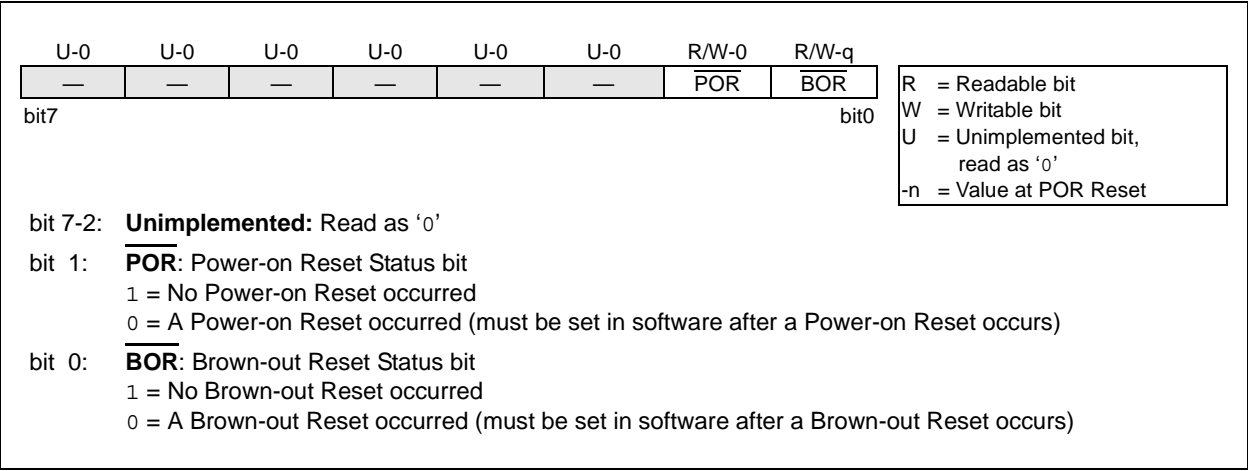 U-0 U-0 U-0 U-0 U-0 U-0 R/W-0 R/W-q
— — — — — — POR BOR
bit7 bit0
R = Readable bit
W = Writable bit
U = Unimplemented bit,
read as ‘0’
-n = Value at POR Reset
bit 7-2: Unimplemented: Read as ‘0’
bit 1: POR: Power-on Reset Status bit
1 = No Power-on Reset occurred
0 = A Power-on Reset occurred (must be set in software after a Power-on Reset occurs)
bit 0: BOR: Brown-out Reset Status bit
1 = No Brown-out Reset occurred
0 = A Brown-out Reset occurred (must be set in software after a Brown-out Reset occurs)